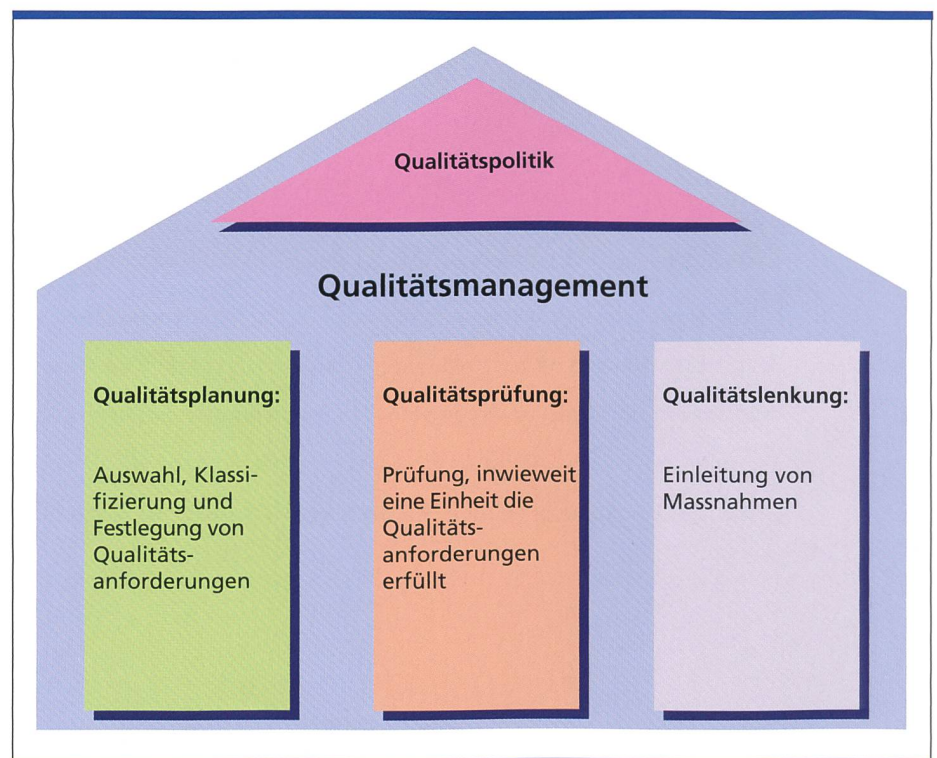 Qualitätspolitik
Qualitätsmanagement
Qualitätsplanung:
Auswahl, Klassi-
fizierung und
Festlegung von
Qualitäts-
anforderungen
Qualitätsprüfung:
Prüfung, inwieweit
eine Einheit die
Qualitäts-
anforderungen
erfüllt
Qualitätslenkung:
Einleitung von
Massnahmen